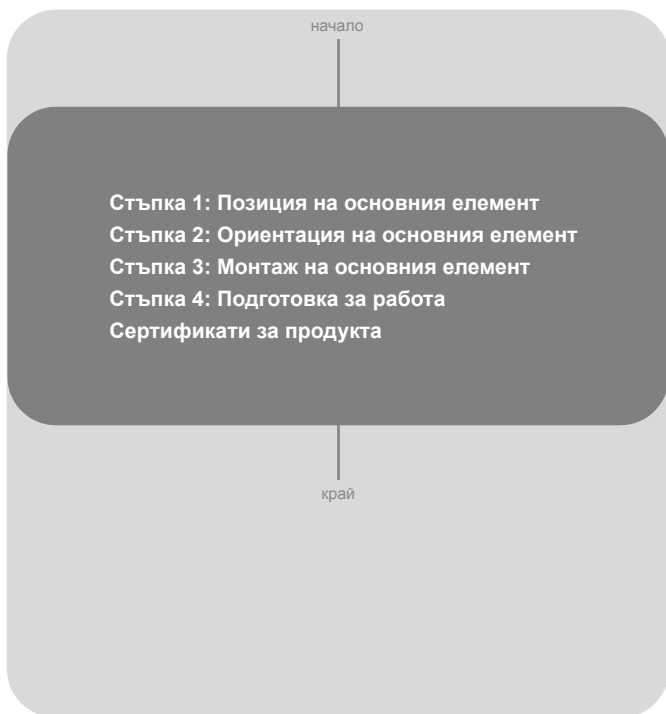 начало
Стъпка 1: Позиция на основния елемент
Стъпка 2: Ориентация на основния елемент
Стъпка 3: Монтаж на основния елемент
Стъпка 4: Подготовка за работа
Сертификати за продукта
край